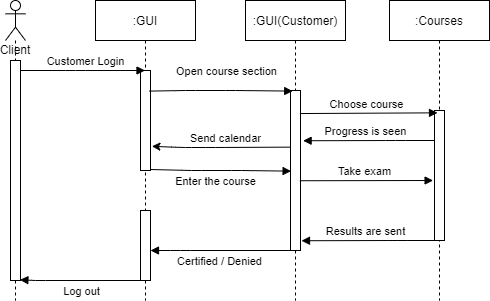 :GUI
:GUI(Customer)
:Courses
Client
Customer Login
Open course section
Choose course
Progress is seen
Send calendar
Take exam
Enter the course
Results are sent
Certified / Denied
Log out